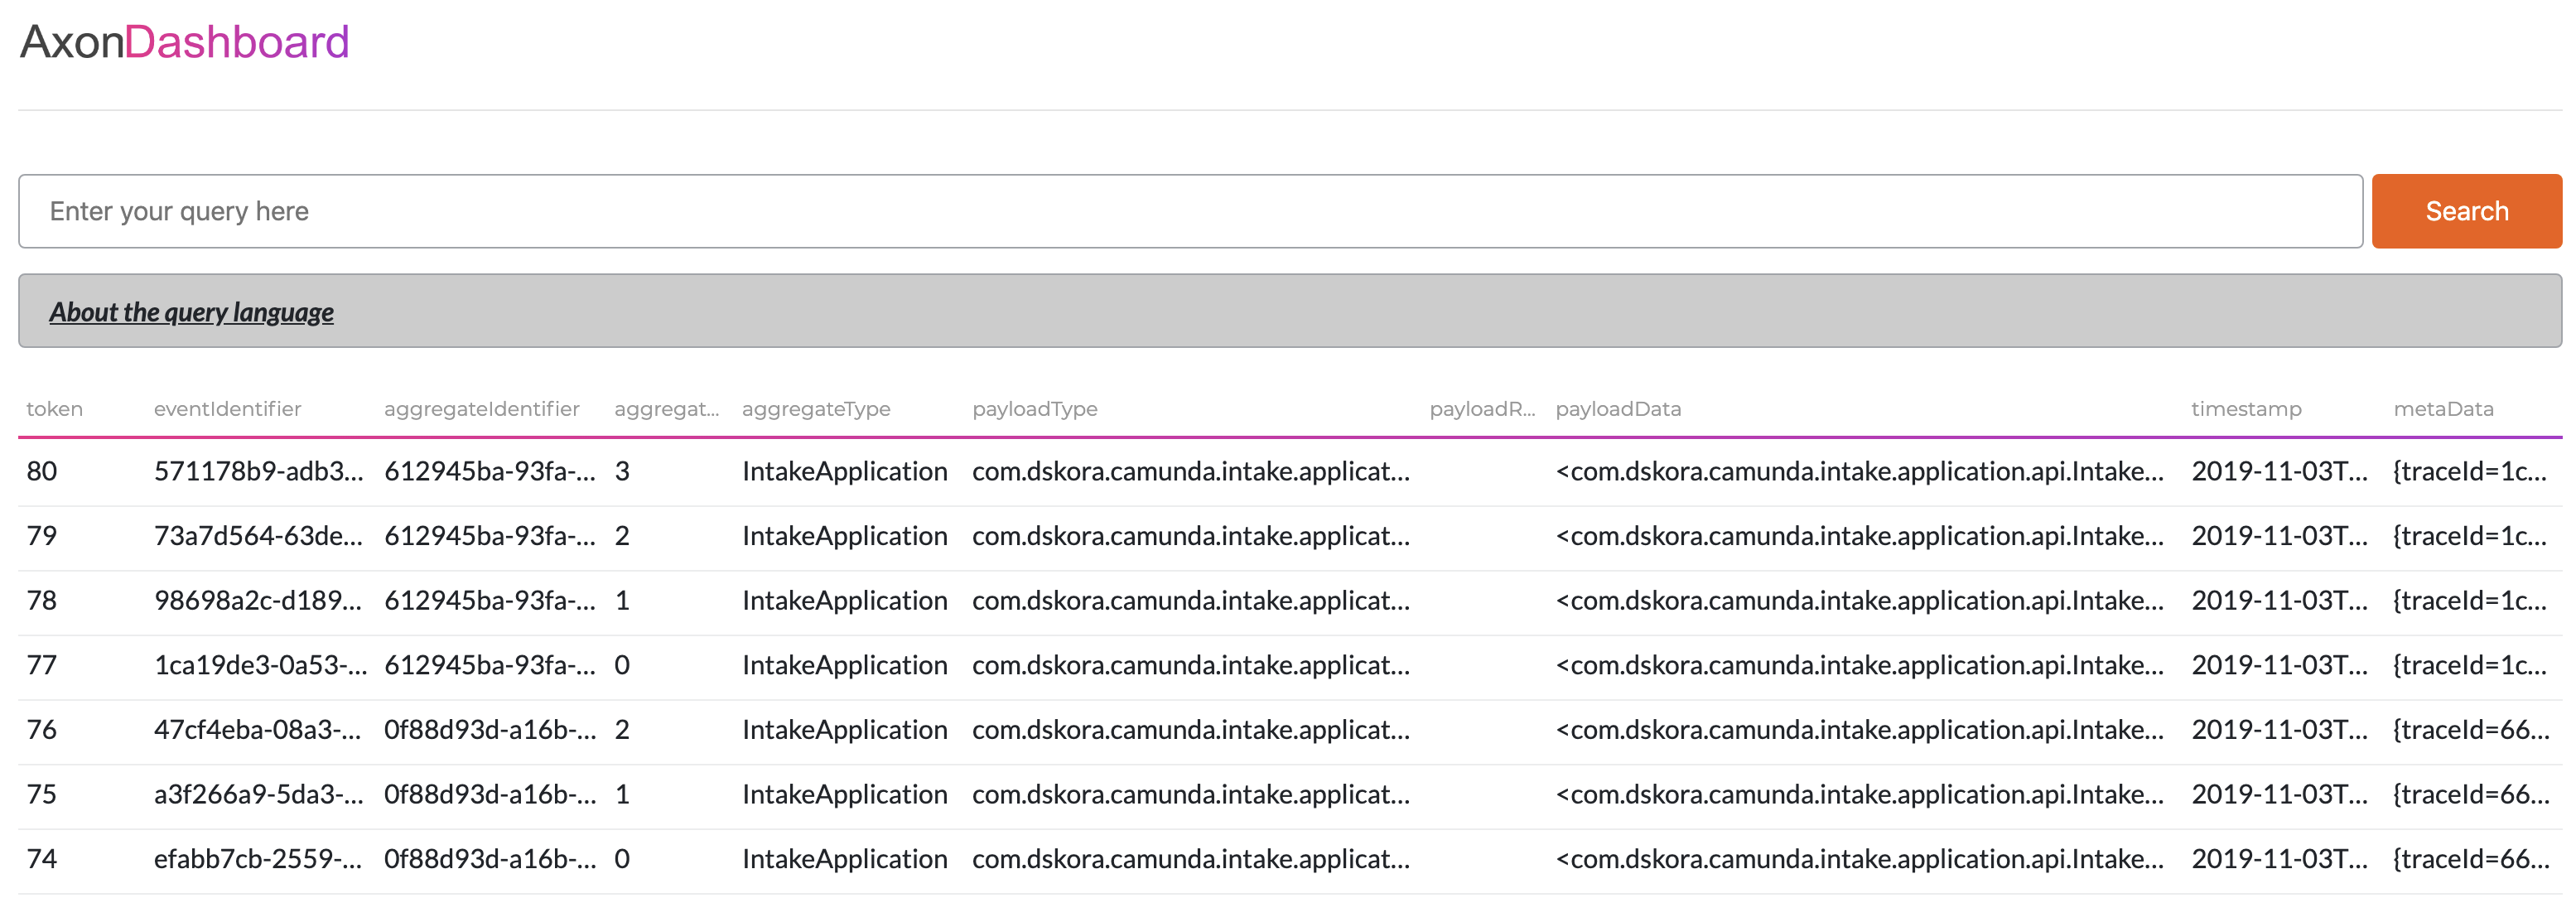 AxonDashboard
Enter your query here Search
About the query language
token eventIdentifier aggregateIdentifier aggregat... aggregateType payloadType payloadR... payloadData timestamp metaData
80 571178b9-adb3... 612945ba-93fa-... 3 IntakeApplication com.dskora.camunda.intake.applicat... <com.dskora.camunda.intake.application.api.Intake... 2019-11-03T... {traceId=1c...
79 73a7d564-63de... 612945ba-93fa-... 2 IntakeApplication com.dskora.camunda.intake.applicat... <com.dskora.camunda.intake.application.api.Intake... 2019-11-03T... {traceId=1c...
78 98698a2c-d189... 612945ba-93fa-... 1 IntakeApplication com.dskora.camunda.intake.applicat... <com.dskora.camunda.intake.application.api.Intake... 2019-11-03T... {traceId=1c...
77 1ca19de3-0a53-... 612945ba-93fa-... 0 IntakeApplication com.dskora.camunda.intake.applicat... <com.dskora.camunda.intake.application.api.Intake... 2019-11-03T... {traceId=1c...
76 47cf4eba-08a3-... 0f88d93d-a16b-... 2 IntakeApplication com.dskora.camunda.intake.applicat... <com.dskora.camunda.intake.application.api.Intake... 2019-11-03T... {traceId=66...
75 a3f266a9-5da3-... 0f88d93d-a16b-... 1 IntakeApplication com.dskora.camunda.intake.applicat... <com.dskora.camunda.intake.application.api.Intake... 2019-11-03T... {traceId=66...
74 efabb7cb-2559-... 0f88d93d-a16b-... 0 IntakeApplication com.dskora.camunda.intake.applicat... <com.dskora.camunda.intake.application.api.Intake... 2019-11-03T... {traceId=66...